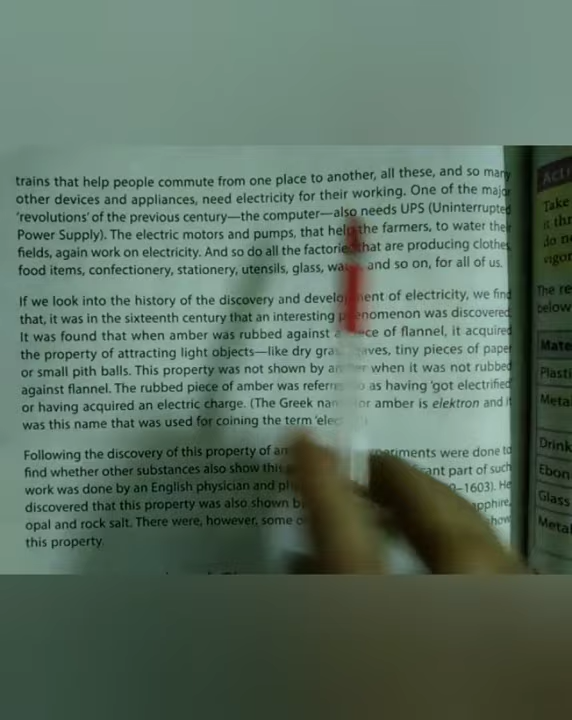 trains that help people commute from one place to another, all these, and so many
other devices and appliances, need electricity for their working. One of the major
'revolutions' of the previous century—the computer—also needs UPS (Uninterrupted
Power Supply). The electric motors and pumps, that help the farmers, to water their
fields, again work on electricity. And so do all the factories that are producing clothes,
food items, confectionery, stationery, utensils, glass, and so on, for all of us.
If we look into the history of the discovery and development of electricity, we find
that, it was in the sixteenth century that an interesting phenomenon was discovered.
It was found that when amber was rubbed against a piece of flannel, it acquired
the property of attracting light objects—like dry leaves, tiny pieces of paper
or small pith balls. This property was not shown by amber when it was not rubbed
against flannel. The rubbed piece of amber was referred to as having 'got electrified'
or having acquired an electric charge. (The Greek name for amber is elektron and it
was this name that was used for coining the term
Following the discovery of this property of experiments were done to
find whether other substances also show this part of such
work was done by an English physician and 1603). He
discovered that this property was also shown by sapphire,
opal and rock salt. There were, however, some show
this property.
Take
it
do
The re
below
Mate
Plasti
Metal
Drink
Ebon
Glass
Metal